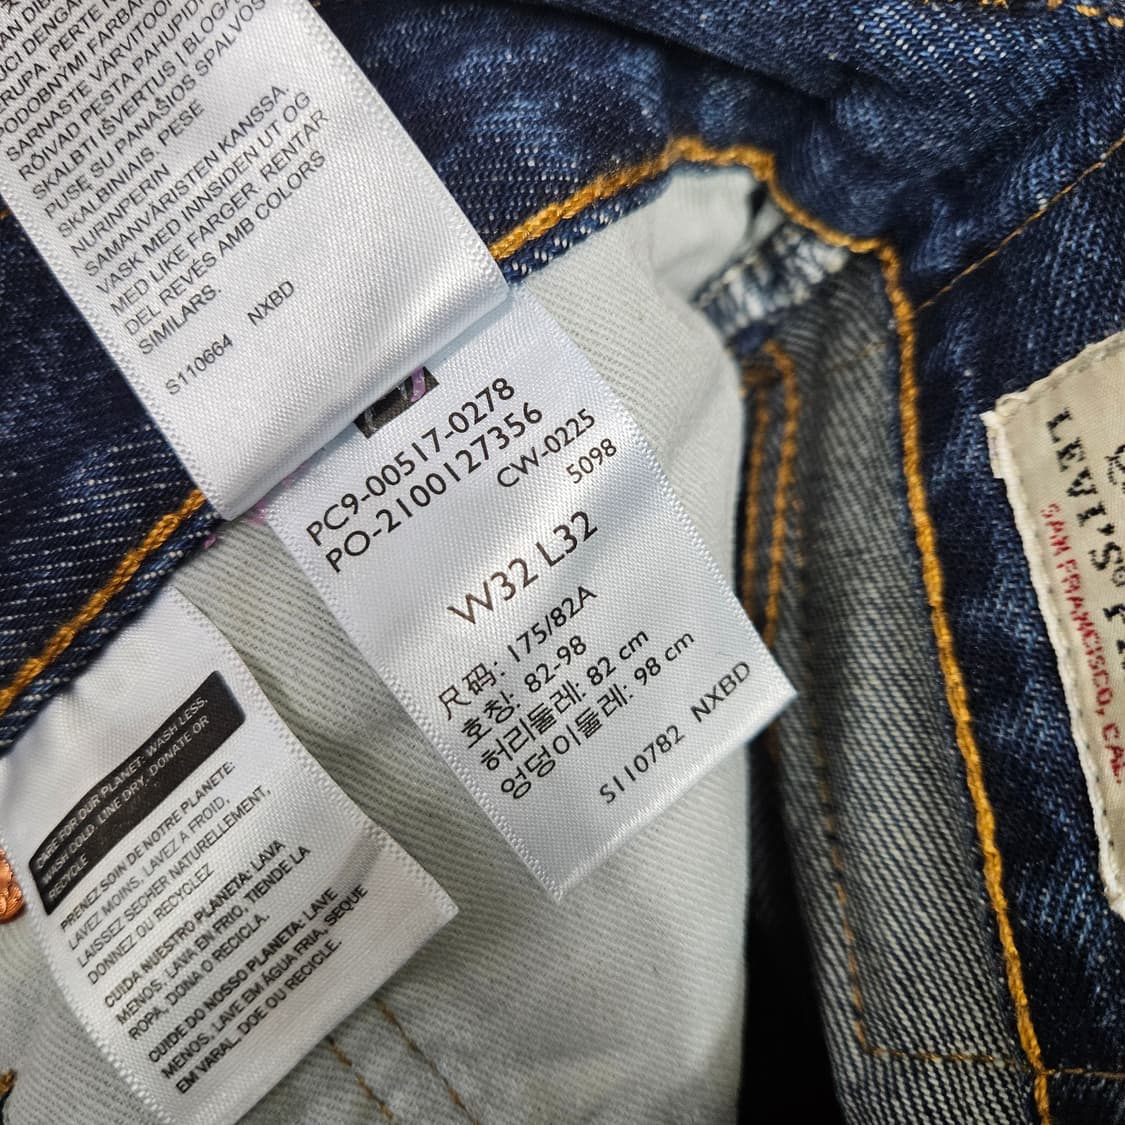 SARNASTE VÄRVITOO
RÕIVAD PESTA PAHUPIDI
SKALBTI IŠVERTUS Į BLOGĄ
PUSĘ SU PANAŠIOS SPALVOS
SKALBINIAIS. PESE
NURINPERIN
SAMANVÄRISTEN KANSSA.
VASK MED INNSIDEN UT OG
MED LIKE FARGER. RENTAR
DEL REVÉS AMB COLORS
SIMILARS.
S110664 NXBD
PC9-00517-0278
PO-2100127356
CW-0225
5098
W32 L32
尺码: 175/82A
호칭: 82-98
허리둘레: 82 cm
엉덩이둘레: 98 cm
S110782 NXBD
CARE FOR OUR PLANET: WASH LESS,
WASH COLD, LINE DRY, DONATE OR
RECYCLE
PRENEZ SOIN DE NOTRE PLANETE:
LAVEZ MOINS, LAVEZ A FROID,
LAISSEZ SECHER NATURELLEMENT,
DONNEZ OU RECYCLEZ
CUIDA NUESTRO PLANETA: LAVA
MENOS, LAVA EN FRIO, TIENDE LA
ROPA, DONA O RECICLA.
CUIDE DO NOSSO PLANETA: LAVE
MENOS, LAVE EM ÁGUA FRIA, SEQUE
EM VARAL, DOE OU RECICLE.
LEVI'S®
SAN FRANCISCO, CAL.